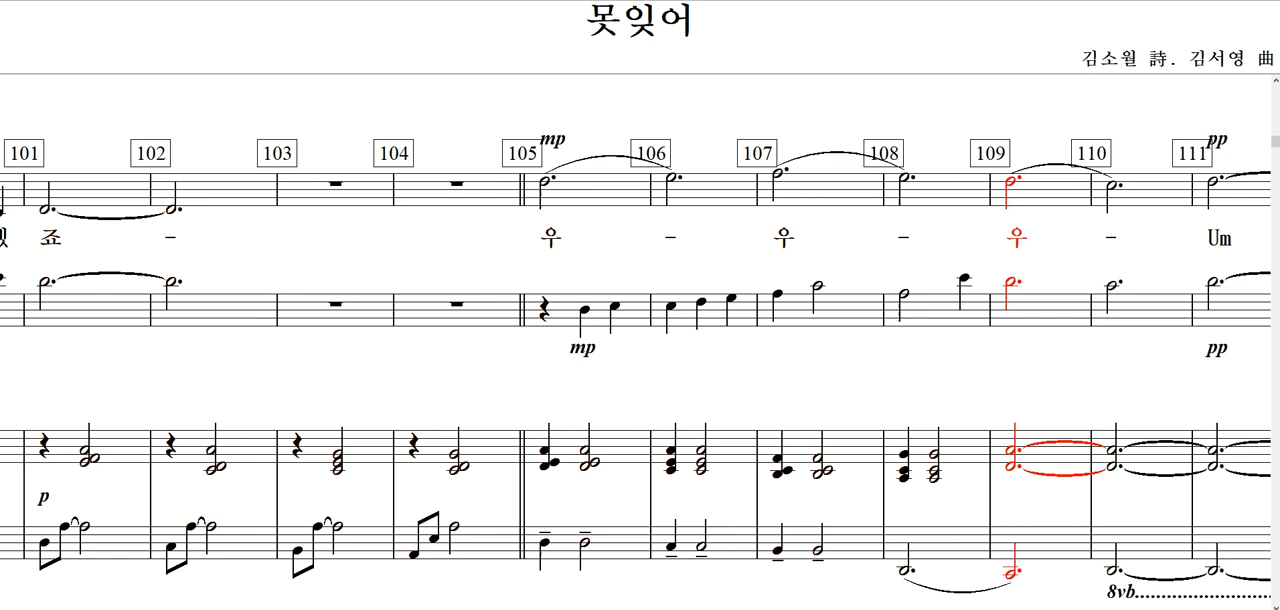 못잊어
김소월 詩. 김서영 曲
101 102 103 104 105 106 107 108 109 110 111
mp pp
죠 - 우 - 우 - 우 - Um
mp pp
p
8vb